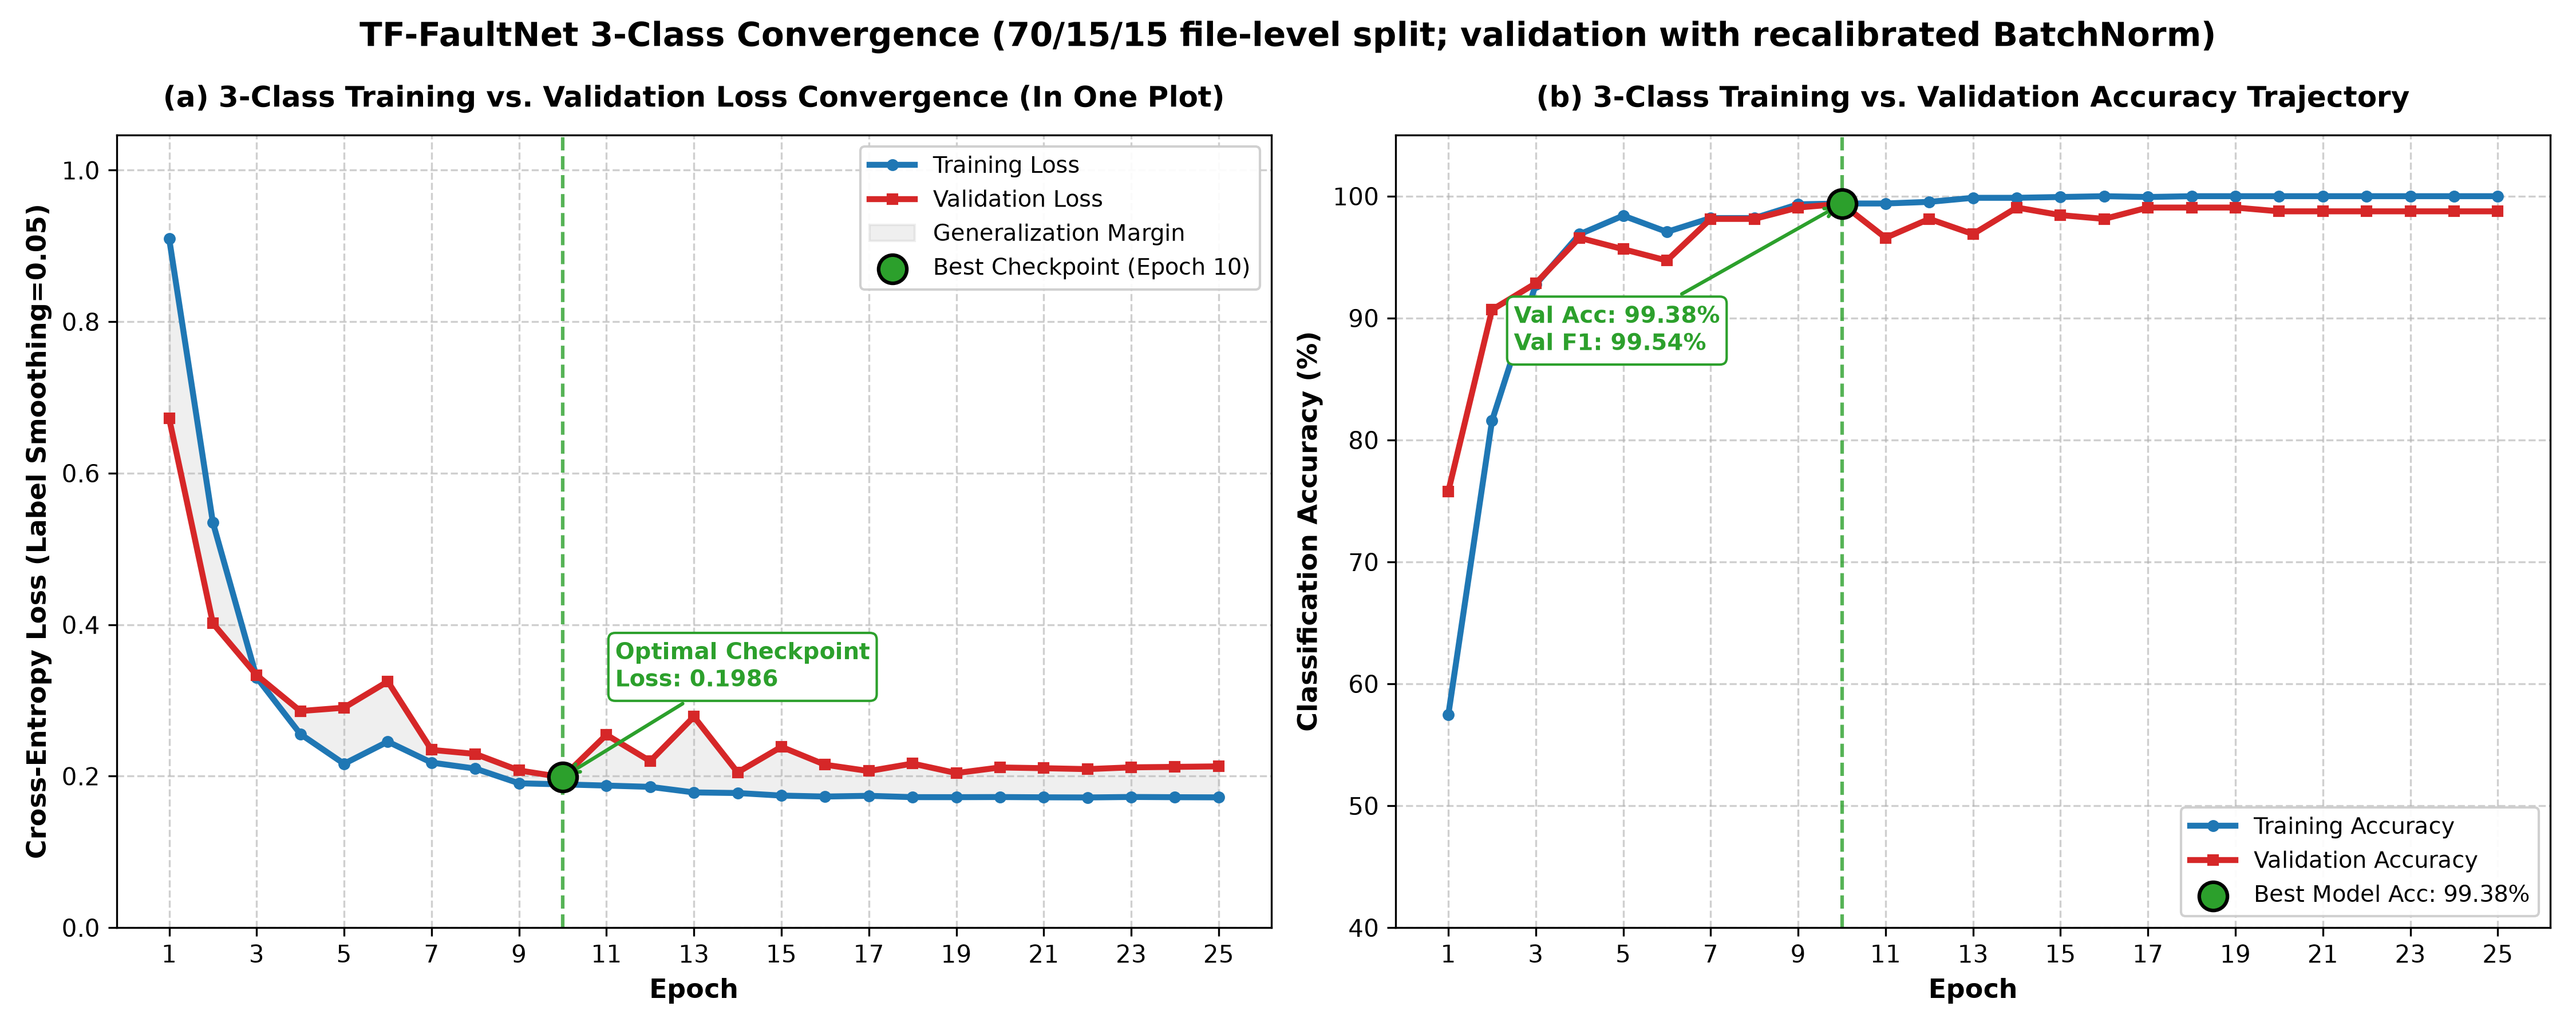 TF-FaultNet 3-Class Convergence (70/15/15 file-level split; validation with recalibrated BatchNorm)
(a) 3-Class Training vs. Validation Loss Convergence (In One Plot)
Cross-Entropy Loss (Label Smoothing=0.05)
1.0
0.8
0.6
0.4
0.2
0.0
Training Loss
Validation Loss
Generalization Margin
Best Checkpoint (Epoch 10)
Optimal Checkpoint
Loss: 0.1986
1 3 5 7 9 11 13 15 17 19 21 23 25
Epoch
(b) 3-Class Training vs. Validation Accuracy Trajectory
Classification Accuracy (%)
100
90
80
70
60
50
40
Val Acc: 99.38%
Val F1: 99.54%
Training Accuracy
Validation Accuracy
Best Model Acc: 99.38%
1 3 5 7 9 11 13 15 17 19 21 23 25
Epoch